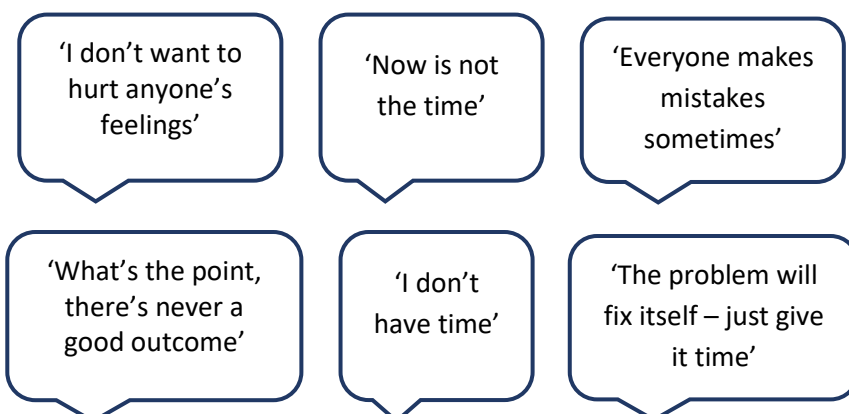 ‘I don’t want to
hurt anyone’s
feelings’
‘Now is not
the time’
‘Everyone makes
mistakes
sometimes’
‘What’s the point,
there’s never a
good outcome’
‘I don’t
have time’
‘The problem will
fix itself – just give
it time’